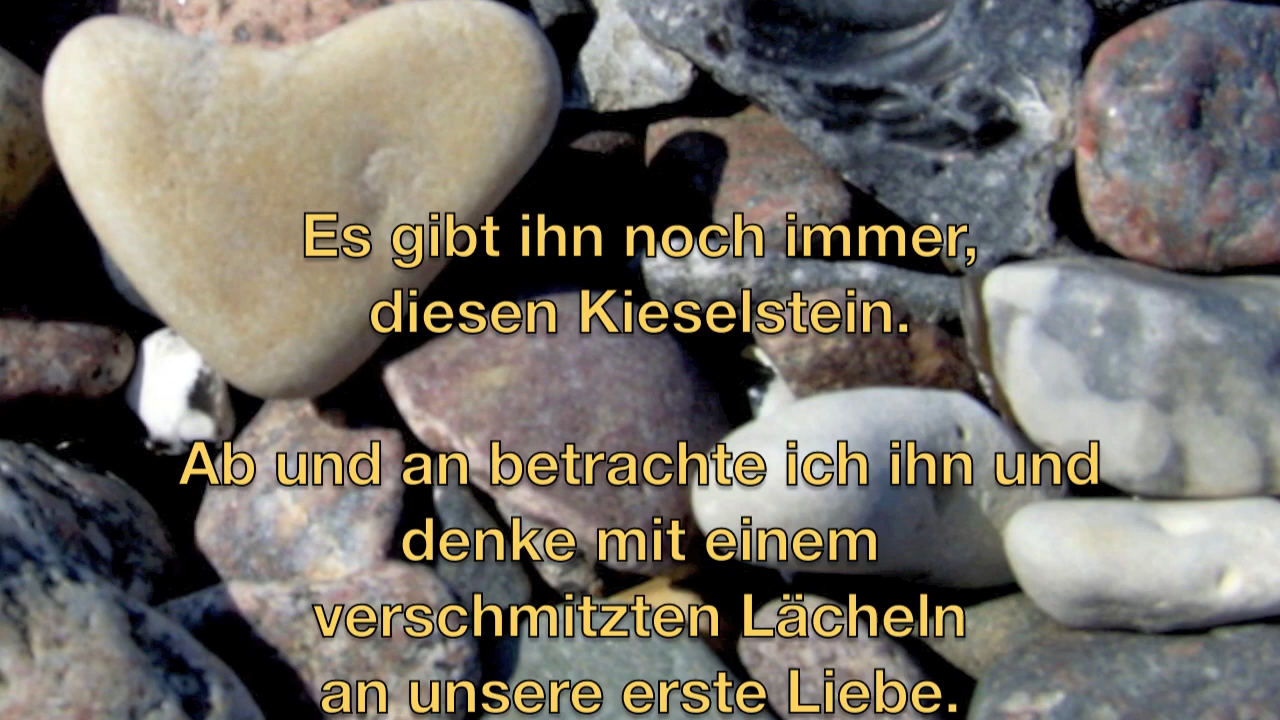 Es gibt ihn noch immer,
diesen Kieselstein.
Ab und an betrachte ich ihn und
denke mit einem
verschmitzten Lächeln
an unsere erste Liebe.